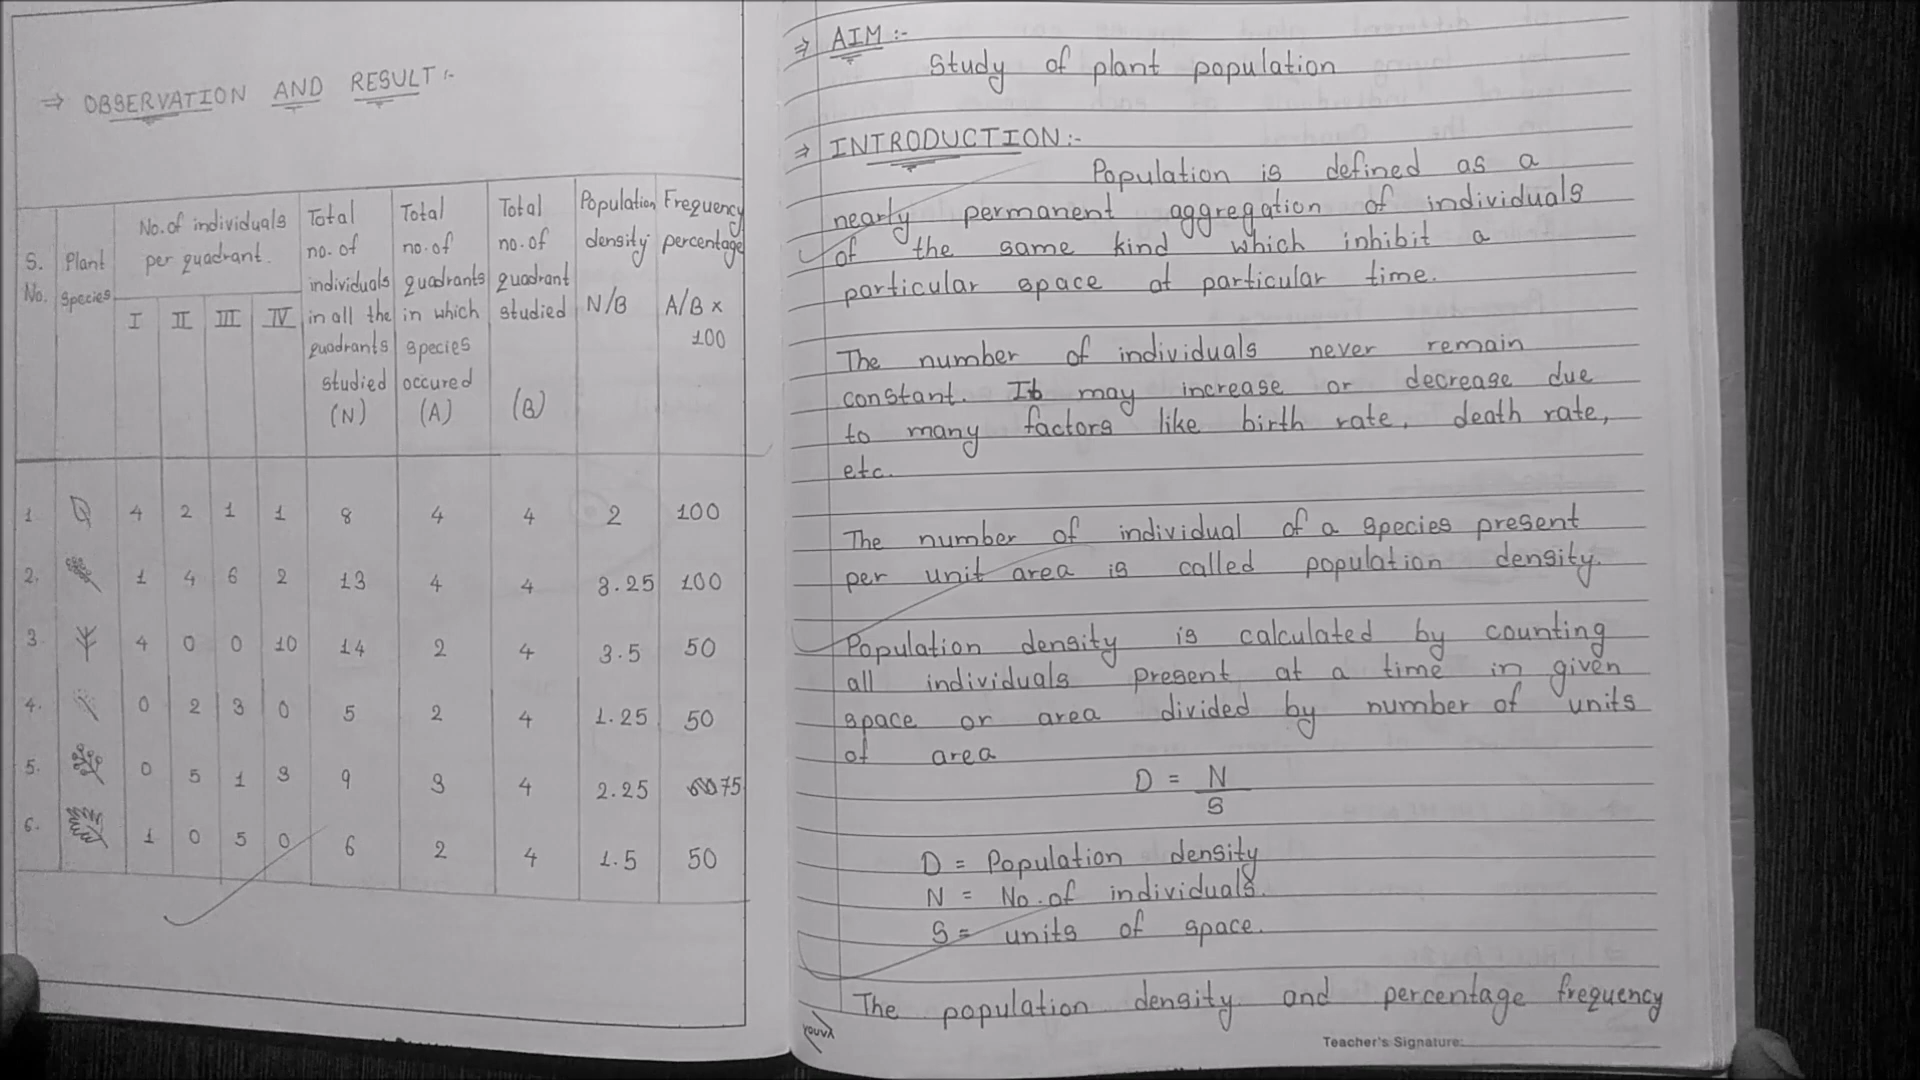 ⇒ OBSERVATION AND RESULT :-
S. No. | Plant Species | No. of individuals per quadrant. I II III IV | Total no. of individuals in all the quadrants studied (N) | Total no. of quadrants in which species occured (A) | Total no. of quadrant studied (B) | Population density N/B | Frequency percentage A/B × 100
1. 4 2 1 1 8 4 4 2 100
2. 1 4 6 2 13 4 4 3.25 100
3. 4 0 0 10 14 2 4 3.5 50
4. 0 2 3 0 5 2 4 1.25 50
5. 0 5 1 3 9 3 4 2.25 75
6. 1 0 5 0 6 2 4 1.5 50
⇒ AIM :-
Study of plant population
⇒ INTRODUCTION :-
Population is defined as a
nearly permanent aggregation of individuals
of the same kind which inhibit a
particular space at particular time.
The number of individuals never remain
constant. It may increase or decrease due
to many factors like birth rate, death rate,
etc.
The number of individual of a species present
per unit area is called population density.
Population density is calculated by counting
all individuals present at a time in given
space or area divided by number of units
of area
D = N
S
D = Population density
N = No. of individuals.
S = units of space.
The population density and percentage frequency
youva
Teacher's Signature: